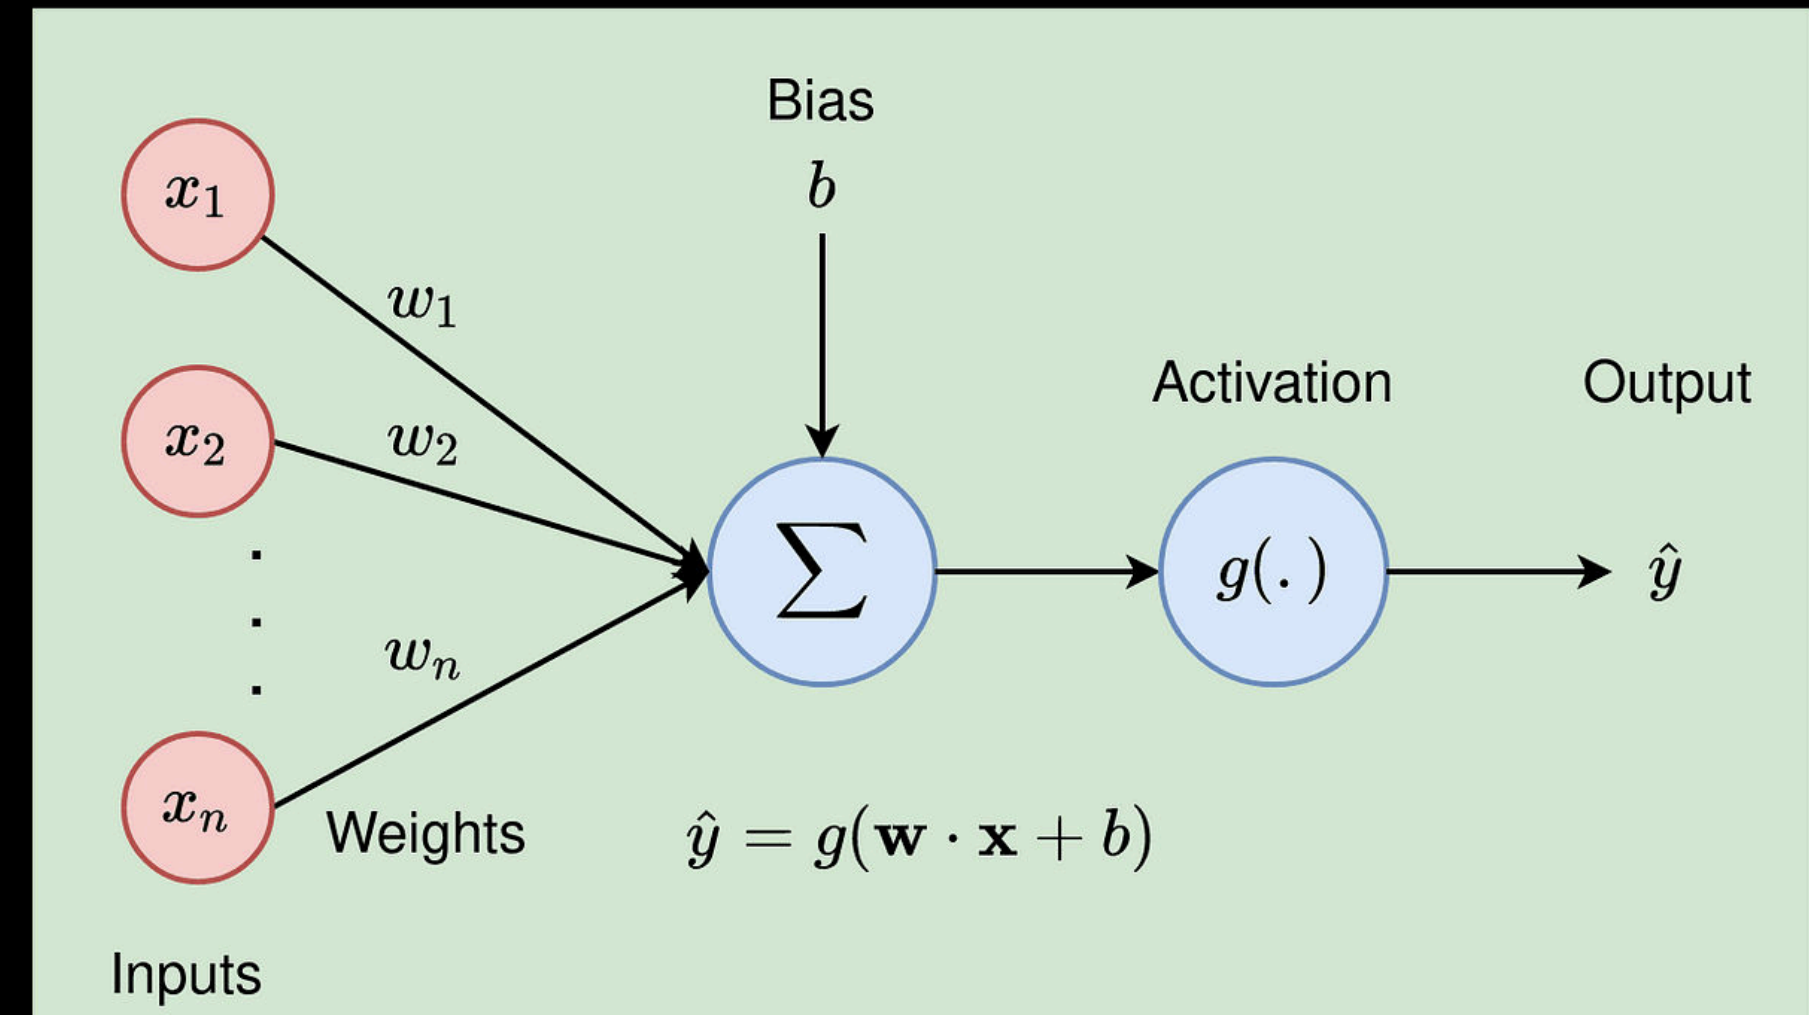 Bias
b
x₁
w₁
Activation
Output
x₂
w₂
∑
g(.)
ŷ
.
.
.
wₙ
xₙ
Weights
ŷ = g(𝐰 · 𝐱 + b)
Inputs